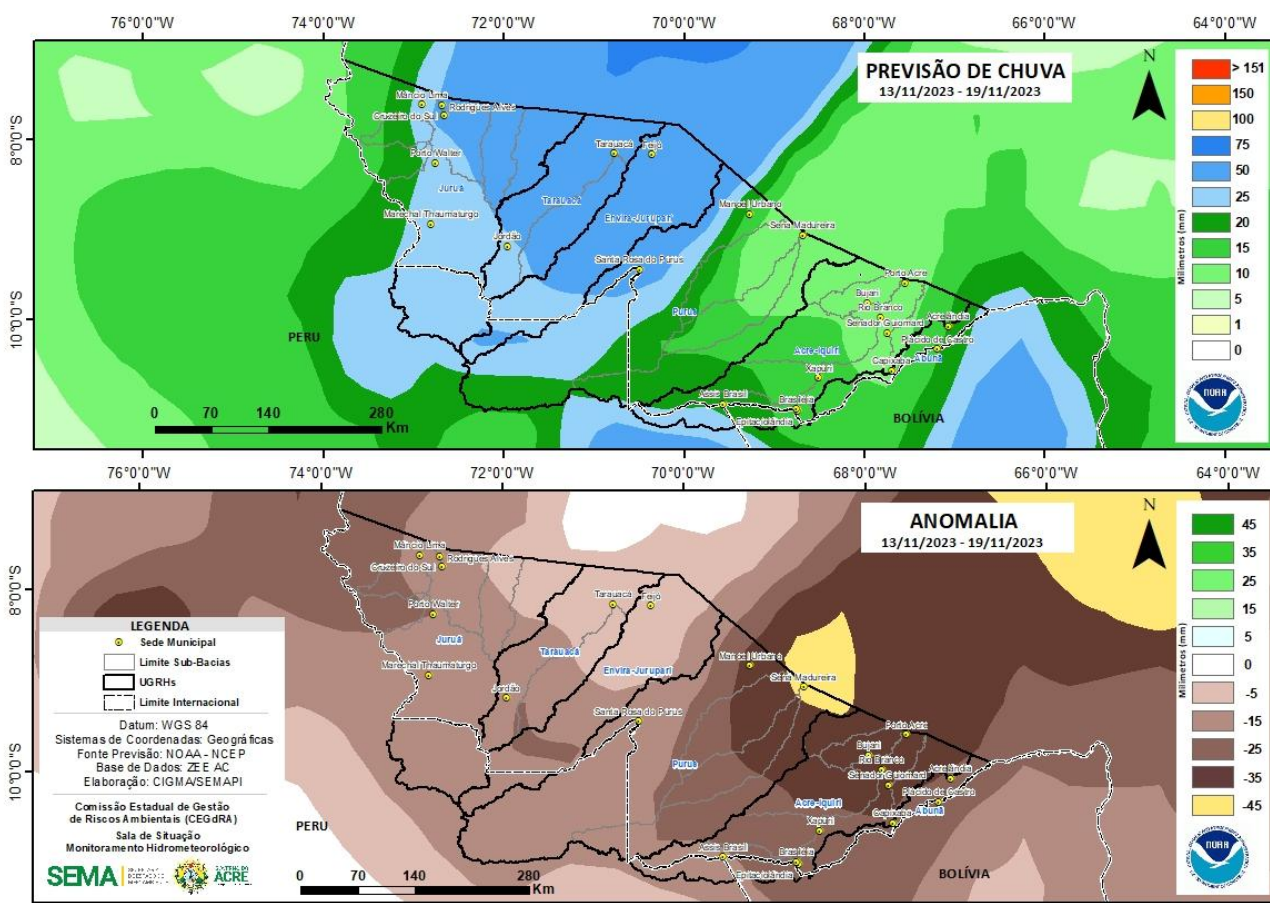 76°0'0"W 74°0'0"W 72°0'0"W 70°0'0"W 68°0'0"W 66°0'0"W 64°0'0"W
8°0'0"S
10°0'0"S
PREVISÃO DE CHUVA
13/11/2023 - 19/11/2023
N
Milímetros (mm)
> 151
150
100
75
50
25
20
15
10
5
1
0
NOAA
Mâncio Lima
Rodrigues Alves
Cruzeiro do Sul
Porto Walter
Juruá
Marechal Thaumaturgo
Jordão
Tarauacá
Feijó
Tarauacá
Envira-Jurupari
Santa Rosa do Purus
Manoel Urbano
Sena Madureira
Purus
Porto Acre
Bujari
Rio Branco
Senador Guiomard
Acrelândia
Plácido de Castro
Acre-Iquiri
Abunã
Capixaba
Xapuri
Assis Brasil
Brasileia
Epitaciolândia
PERU
BOLÍVIA
0 70 140 280
Km
76°0'0"W 74°0'0"W 72°0'0"W 70°0'0"W 68°0'0"W 66°0'0"W 64°0'0"W
8°0'0"S
10°0'0"S
ANOMALIA
13/11/2023 - 19/11/2023
N
Milímetros (mm)
45
35
25
15
5
0
-5
-15
-25
-35
-45
NOAA
Mâncio Lima
Rodrigues Alves
Cruzeiro do Sul
Porto Walter
Juruá
Marechal Thaumaturgo
Jordão
Tarauacá
Feijó
Tarauacá
Envira-Jurupari
Santa Rosa do Purus
Manoel Urbano
Sena Madureira
Purus
Porto Acre
Bujari
Rio Branco
Senador Guiomard
Acrelândia
Plácido de Castro
Acre-Iquiri
Abunã
Capixaba
Xapuri
Assis Brasil
Brasileia
Epitaciolândia
PERU
BOLÍVIA
0 70 140 280
Km
LEGENDA
Sede Municipal
Limite Sub-Bacias
UGRHs
Limite Internacional
Datum: WGS 84
Sistemas de Coordenadas: Geográficas
Fonte Previsão: NOAA - NCEP
Base de Dados: ZEE AC
Elaboração: CIGMA/SEMAPI
Comissão Estadual de Gestão
de Riscos Ambientais (CEGdRA)
Sala de Situação
Monitoramento Hidrometeorológico
SEMA
ACRE